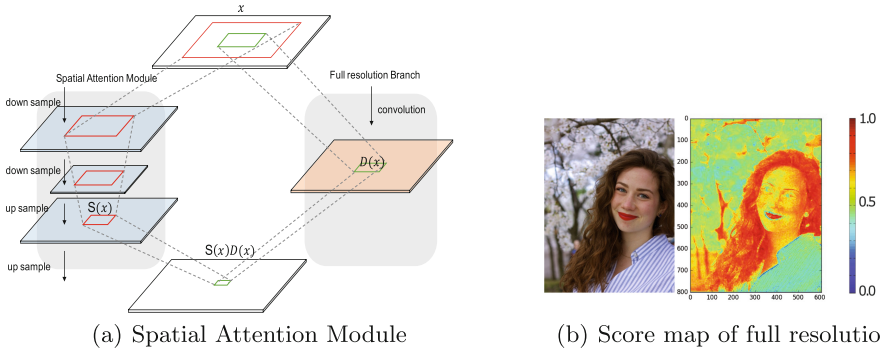 x
Spatial Attention Module
Full resolution Branch
down sample
convolution
D(x)
down sample
S(x)
up sample
up sample
S(x)D(x)
0
100
200
300
400
500
600
700
800
0 100 200 300 400 500 600
1.0
0.5
0.0
(a) Spatial Attention Module
(b) Score map of full resolutio